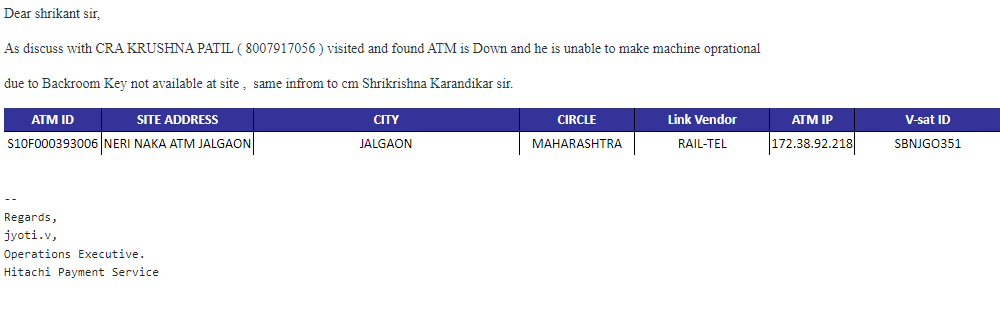 Dear shrikant sir,
As discuss with CRA KRUSHNA PATIL ( 8007917056 ) visited and found ATM is Down and he is unable to make machine oprational
due to Backroom Key not available at site ,  same infrom to cm Shrikrishna Karandikar sir.
ATM ID SITE ADDRESS CITY CIRCLE Link Vendor ATM IP V-sat ID
S10F000393006 NERI NAKA ATM JALGAON JALGAON MAHARASHTRA RAIL-TEL 172.38.92.218 SBNJGO351
--
Regards,
jyoti.v,
Operations Executive.
Hitachi Payment Service